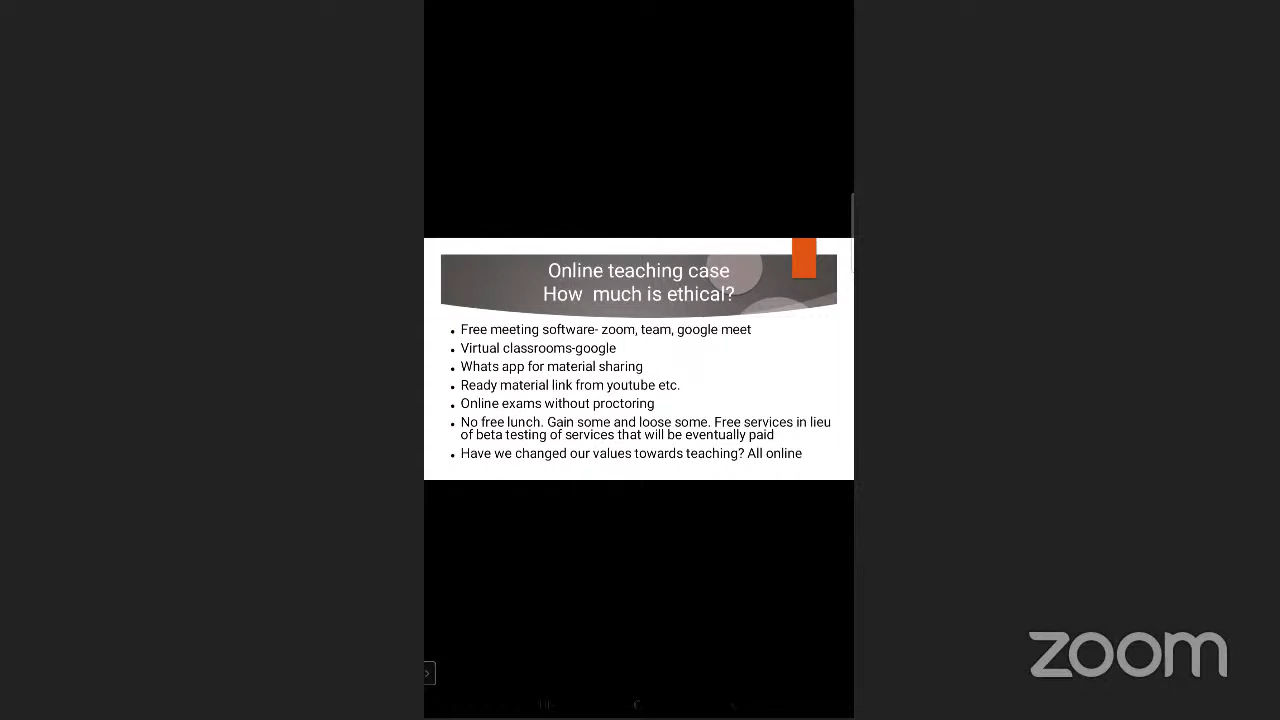 Online teaching case
How much is ethical?
• Free meeting software- zoom, team, google meet
• Virtual classrooms-google
• Whats app for material sharing
• Ready material link from youtube etc.
• Online exams without proctoring
• No free lunch. Gain some and loose some. Free services in lieu
of beta testing of services that will be eventually paid
• Have we changed our values towards teaching? All online
zoom